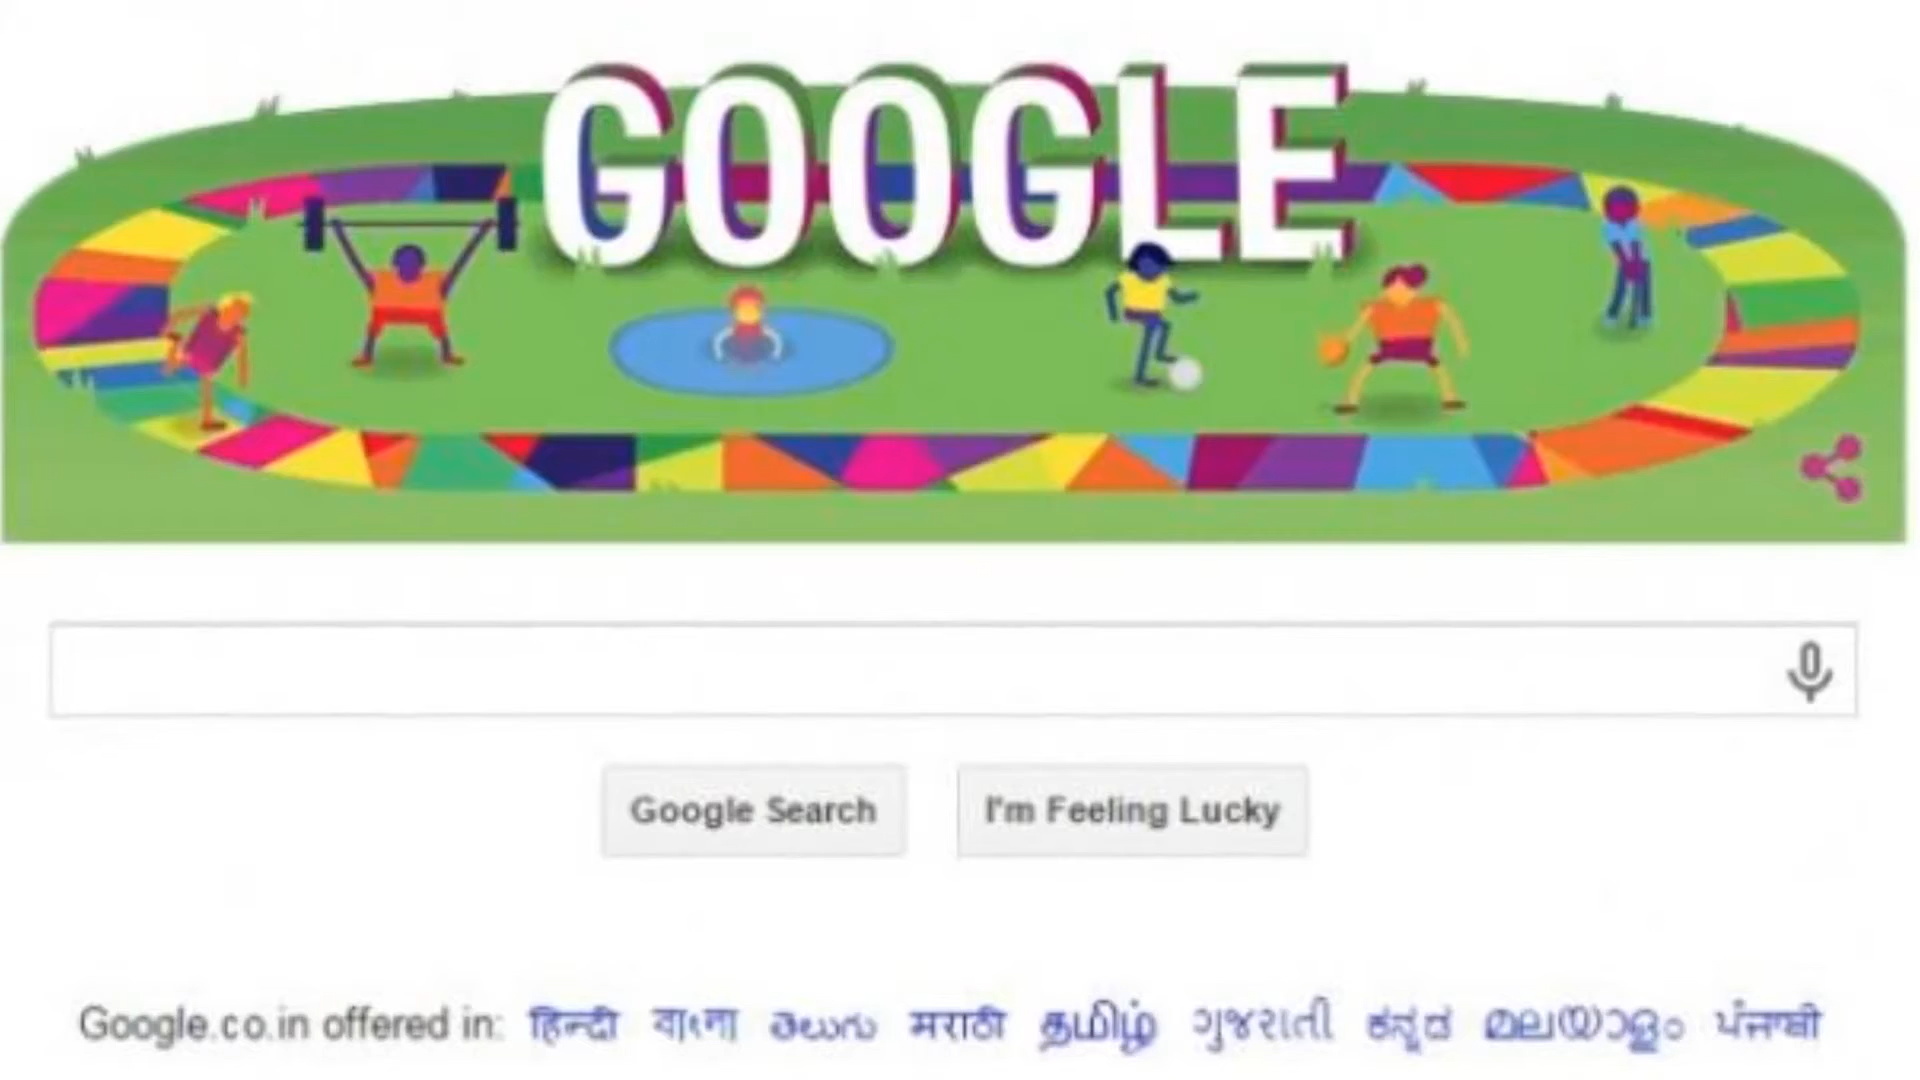 GOOGLE
Google Search I'm Feeling Lucky
Google.co.in offered in: हिन्दी বাংলা తెలుగు मराठी தமிழ் ગુજરાતી ಕನ್ನಡ മലയാളം ਪੰਜਾਬੀ